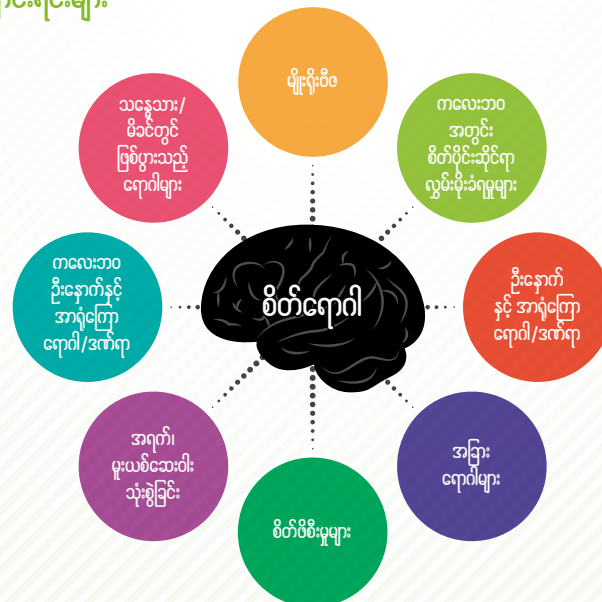 မျိုးရိုးဗီဇ
ကလေးဘဝ
အတွင်း
စိတ်ပိုင်းဆိုင်ရာ
လွှမ်းမိုးခံရမှုများ
ဦးနှောက်
နှင့် အာရုံကြော
ရောဂါ/ဒဏ်ရာ
အခြား
ရောဂါများ
စိတ်ဖိစီးမှုများ
အရက်၊
မူးယစ်ဆေးဝါး
သုံးစွဲခြင်း
ကလေးဘဝ
ဦးနှောက်နှင့်
အာရုံကြော
ရောဂါ/ဒဏ်ရာ
သန္ဓေသား/
မိခင်တွင်
ဖြစ်ပွားသည့်
ရောဂါများ
စိတ်ရောဂါ